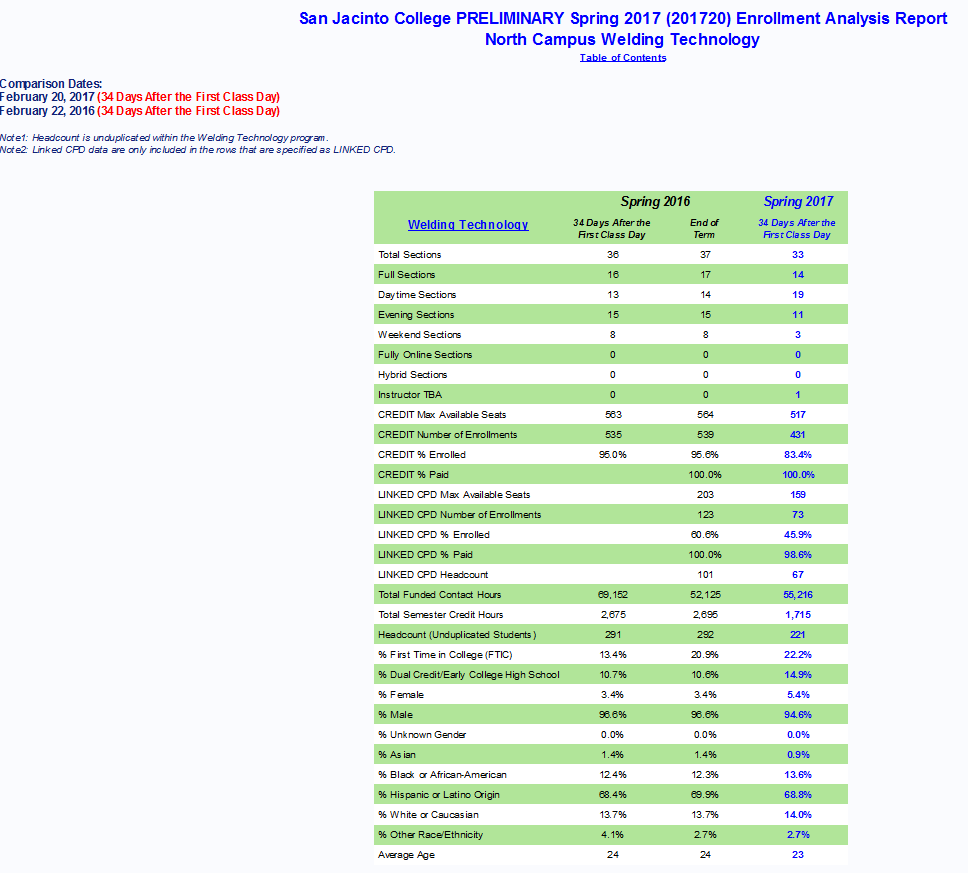 San Jacinto College PRELIMINARY Spring 2017 (201720) Enrollment Analysis Report
North Campus Welding Technology
Table of Contents
Comparison Dates:
February 20, 2017 (34 Days After the First Class Day)
February 22, 2016 (34 Days After the First Class Day)
Note1: Headcount is unduplicated within the Welding Technology program.
Note2: Linked CPD data are only included in the rows that are specified as LINKED CPD.
Spring 2016 Spring 2017
Welding Technology 34 Days After the First Class Day End of Term 34 Days After the First Class Day
Total Sections 36 37 33
Full Sections 16 17 14
Daytime Sections 13 14 19
Evening Sections 15 15 11
Weekend Sections 8 8 3
Fully Online Sections 0 0 0
Hybrid Sections 0 0 0
Instructor TBA 0 0 1
CREDIT Max Available Seats 563 564 517
CREDIT Number of Enrollments 535 539 431
CREDIT % Enrolled 95.0% 95.6% 83.4%
CREDIT % Paid 100.0% 100.0%
LINKED CPD Max Available Seats 203 159
LINKED CPD Number of Enrollments 123 73
LINKED CPD % Enrolled 60.6% 45.9%
LINKED CPD % Paid 100.0% 98.6%
LINKED CPD Headcount 101 67
Total Funded Contact Hours 69,152 52,125 55,216
Total Semester Credit Hours 2,675 2,695 1,715
Headcount (Unduplicated Students) 291 292 221
% First Time in College (FTIC) 13.4% 20.9% 22.2%
% Dual Credit/Early College High School 10.7% 10.6% 14.9%
% Female 3.4% 3.4% 5.4%
% Male 96.6% 96.6% 94.6%
% Unknown Gender 0.0% 0.0% 0.0%
% Asian 1.4% 1.4% 0.9%
% Black or African-American 12.4% 12.3% 13.6%
% Hispanic or Latino Origin 68.4% 69.9% 68.8%
% White or Caucasian 13.7% 13.7% 14.0%
% Other Race/Ethnicity 4.1% 2.7% 2.7%
Average Age 24 24 23